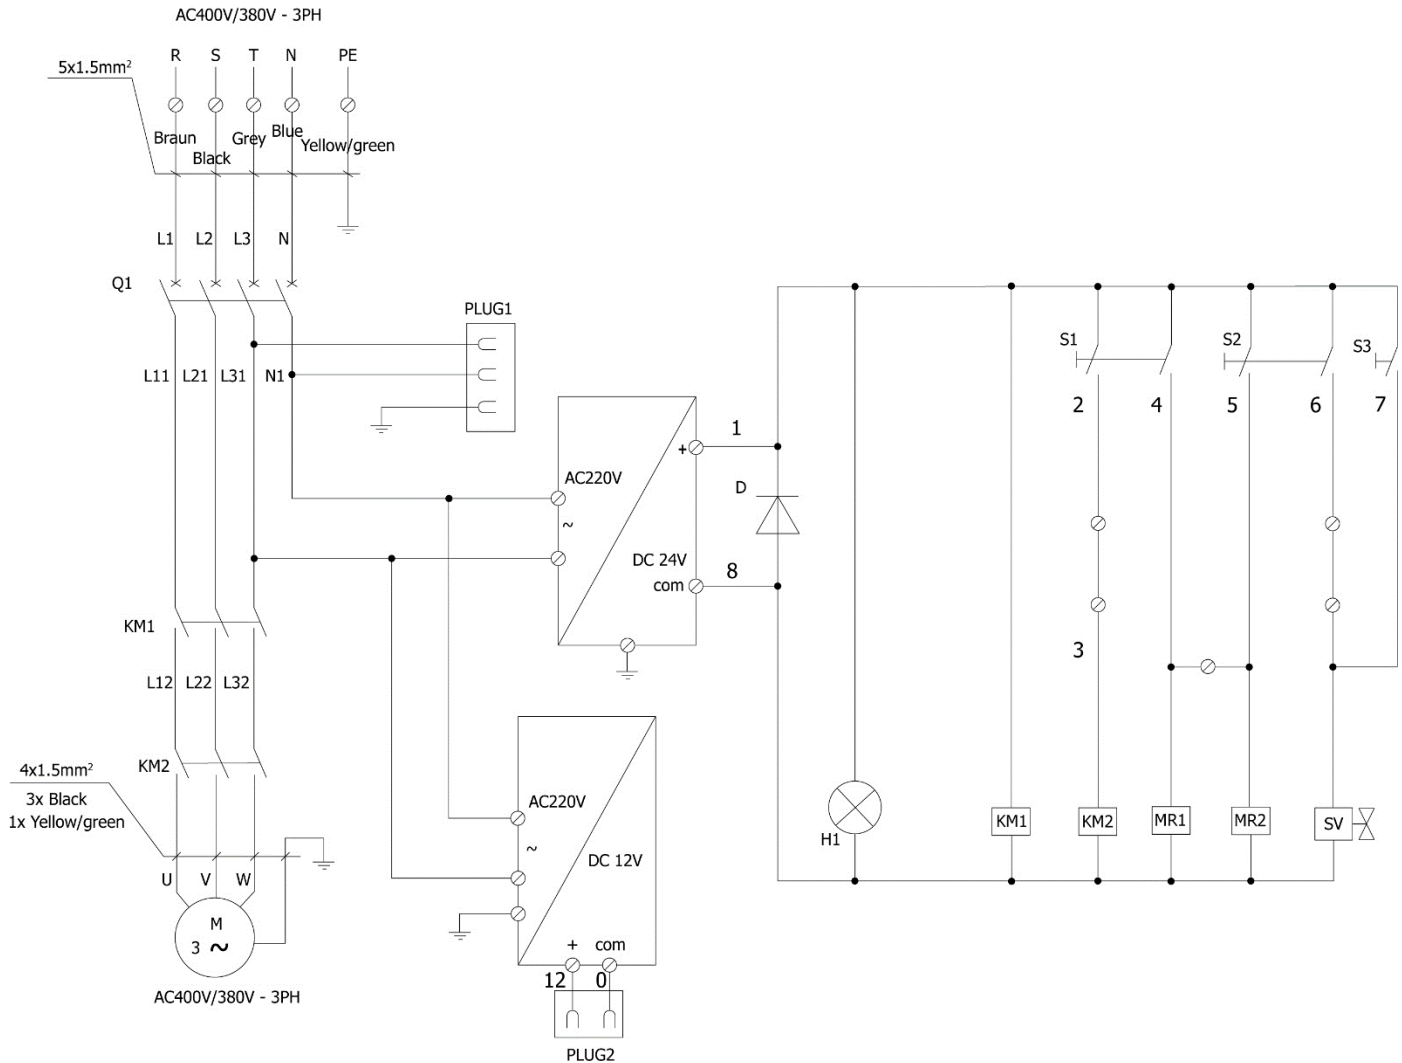 AC400V/380V - 3PH
R S T N PE
5x1.5mm²
Braun
Black
Grey
Blue
Yellow/green
L1 L2 L3 N
Q1
PLUG1
L11 L21 L31 N1
S1
S2
S3
2 4 5 6 7
1
+
AC220V
~
D
DC 24V
com
8
KM1
3
L12 L22 L32
KM2
4x1.5mm²
3x Black
1x Yellow/green
AC220V
~
DC 12V
H1
KM1
KM2
MR1
MR2
SV
U V W
M
3 ~
+ com
12 0
AC400V/380V - 3PH
PLUG2